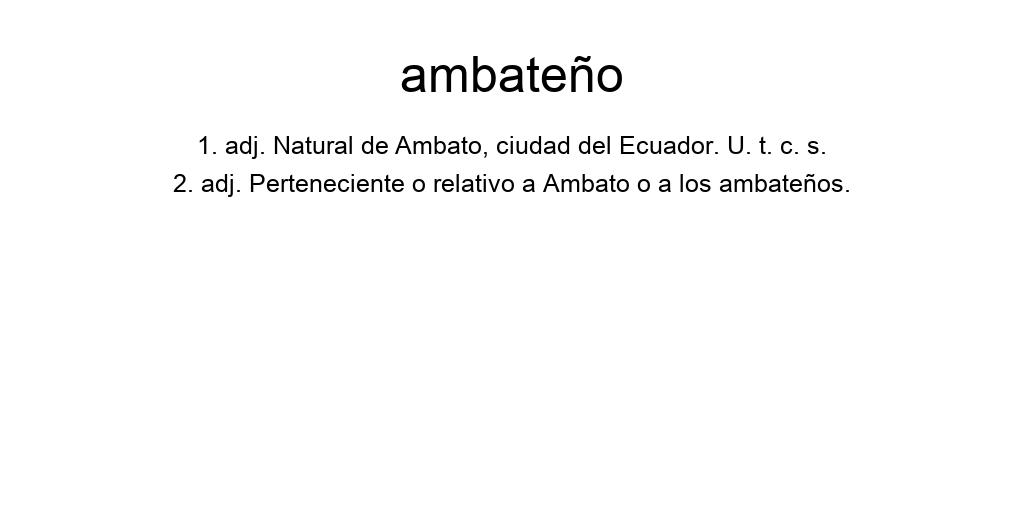 ambateño
1. adj. Natural de Ambato, ciudad del Ecuador. U. t. c. s.
2. adj. Perteneciente o relativo a Ambato o a los ambateños.